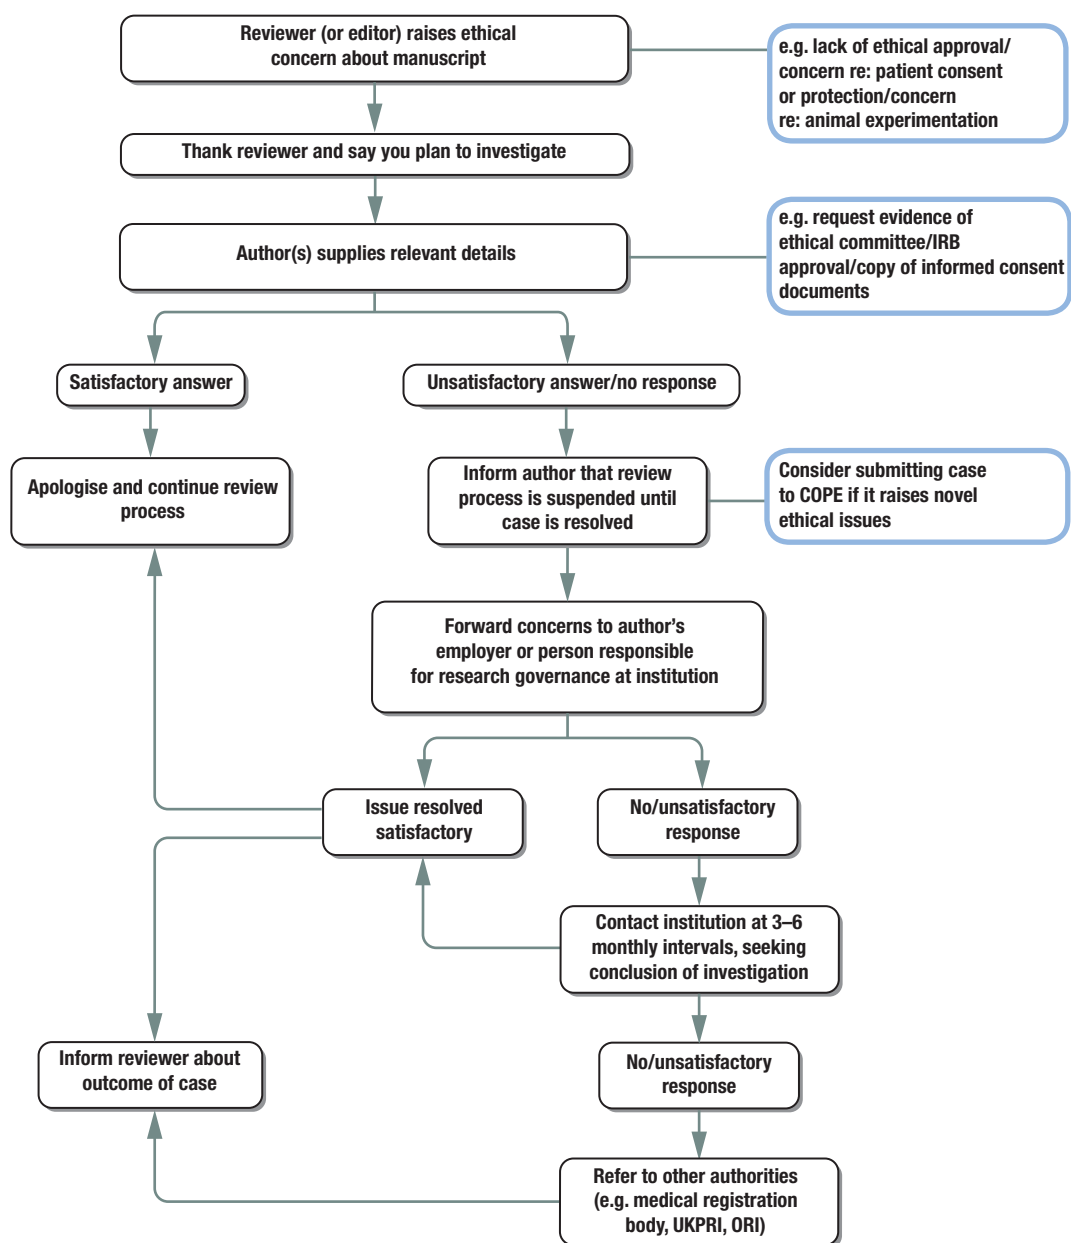 Reviewer (or editor) raises ethical
concern about manuscript
e.g. lack of ethical approval/
concern re: patient consent
or protection/concern
re: animal experimentation
Thank reviewer and say you plan to investigate
Author(s) supplies relevant details
e.g. request evidence of
ethical committee/IRB
approval/copy of informed consent
documents
Satisfactory answer
Unsatisfactory answer/no response
Apologise and continue review
process
Inform author that review
process is suspended until
case is resolved
Consider submitting case
to COPE if it raises novel
ethical issues
Forward concerns to author’s
employer or person responsible
for research governance at institution
Issue resolved
satisfactory
No/unsatisfactory
response
Contact institution at 3–6
monthly intervals, seeking
conclusion of investigation
Inform reviewer about
outcome of case
No/unsatisfactory
response
Refer to other authorities
(e.g. medical registration
body, UKPRI, ORI)